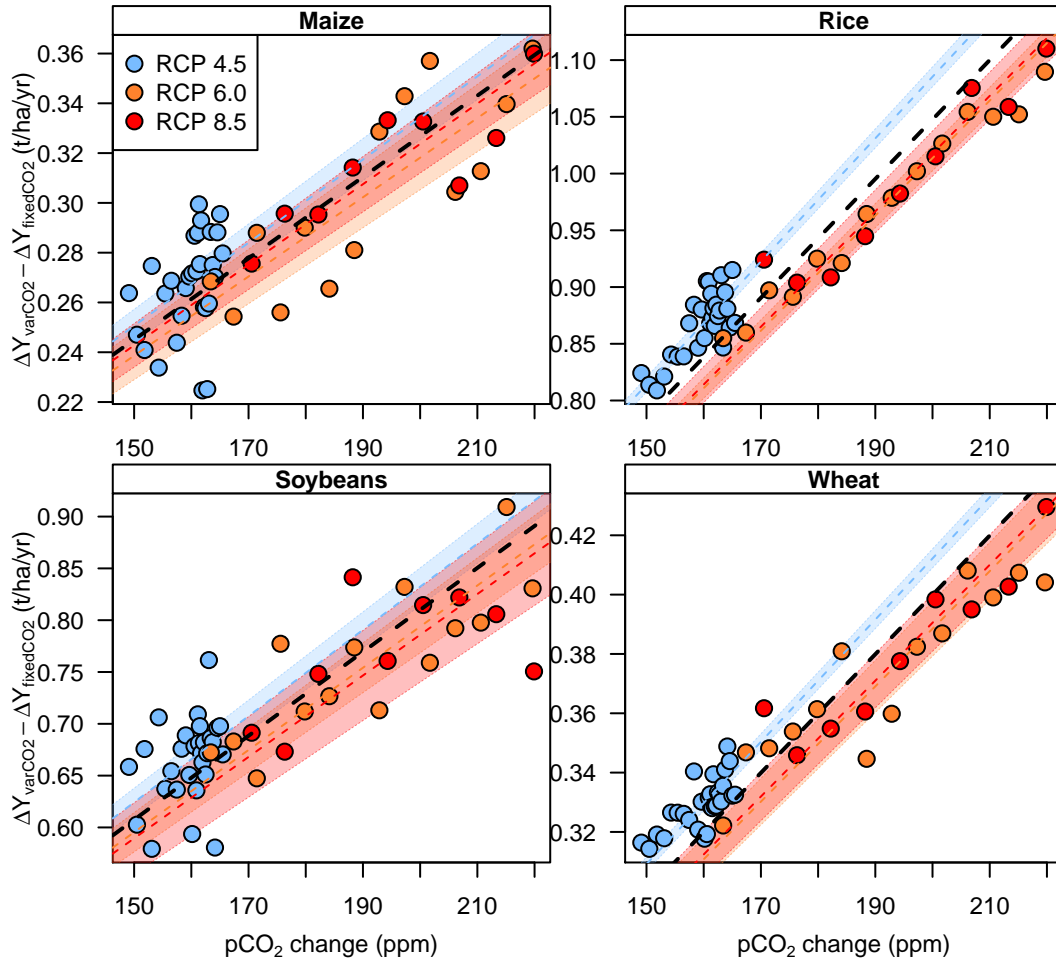 Maize
Rice
RCP 4.5
RCP 6.0
RCP 8.5
ΔY_varCO2 − ΔY_fixedCO2 (t/ha/yr)
0.36
0.34
0.32
0.30
0.28
0.26
0.24
0.22
150 170 190 210
1.10
1.05
1.00
0.95
0.90
0.85
0.80
150 170 190 210
Soybeans
Wheat
ΔY_varCO2 − ΔY_fixedCO2 (t/ha/yr)
0.90
0.85
0.80
0.75
0.70
0.65
0.60
150 170 190 210
pCO₂ change (ppm)
0.42
0.40
0.38
0.36
0.34
0.32
150 170 190 210
pCO₂ change (ppm)